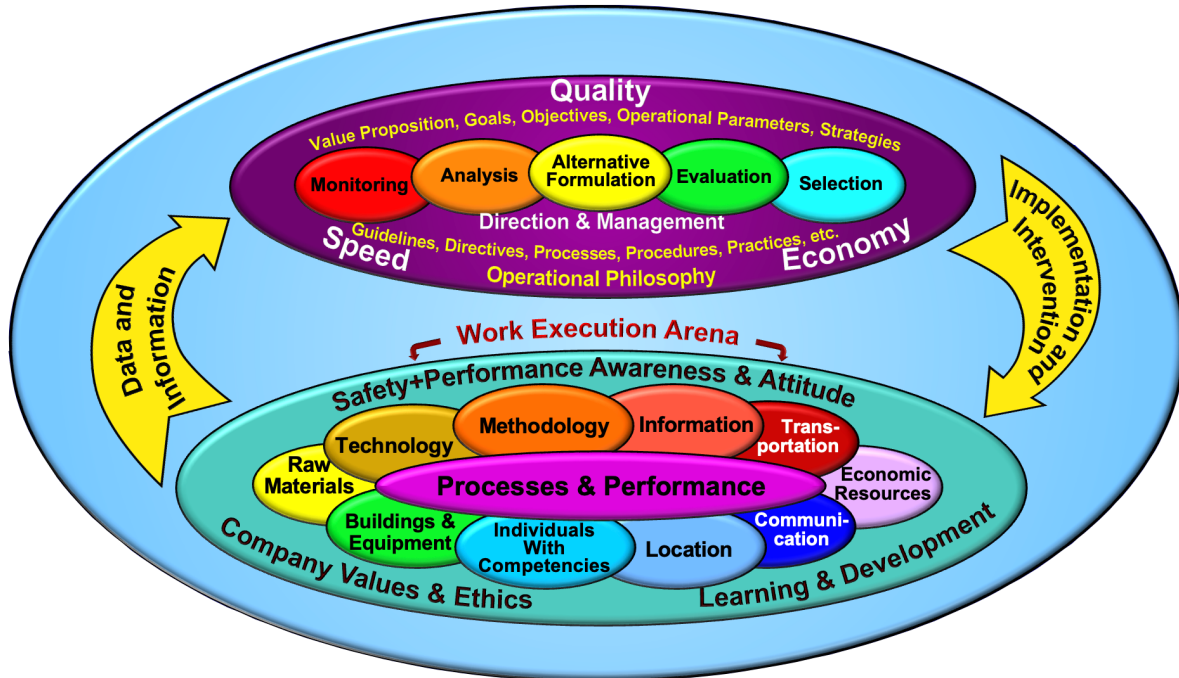 Quality
Value Proposition, Goals, Objectives, Operational Parameters, Strategies
Monitoring
Analysis
Alternative
Formulation
Evaluation
Selection
Direction & Management
Guidelines, Directives, Processes, Procedures, Practices, etc.
Speed
Economy
Operational Philosophy
Data and
Information
Implementation and
Intervention
Work Execution Arena
Safety+Performance Awareness & Attitude
Raw
Materials
Technology
Methodology
Information
Trans-
portation
Economic
Resources
Processes & Performance
Buildings &
Equipment
Individuals
With
Competencies
Location
Communi-
cation
Company Values & Ethics
Learning & Development